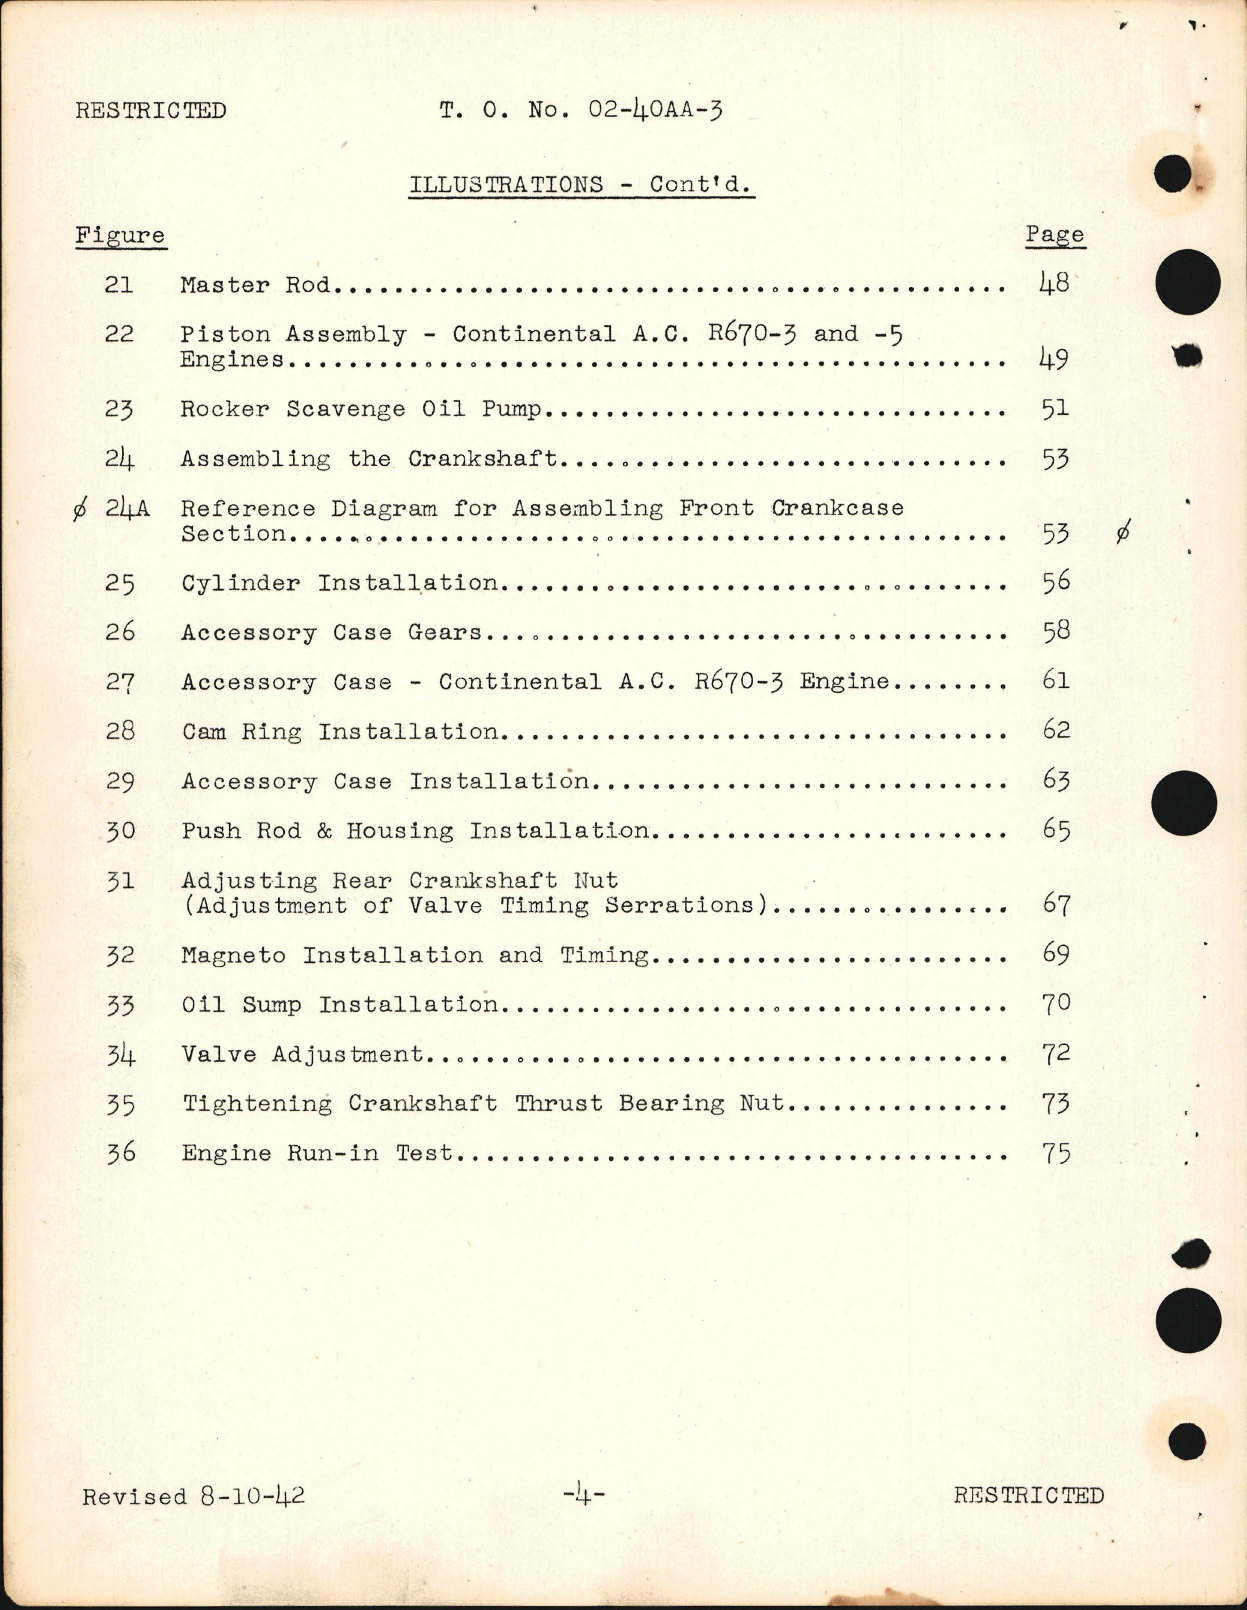 RESTRICTED T. O. No. 02-40AA-3
ILLUSTRATIONS - Cont'd.
Figure Page
21 Master Rod............................................ 48
22 Piston Assembly - Continental A.C. R670-3 and -5
Engines............................................... 49
23 Rocker Scavenge Oil Pump.............................. 51
24 Assembling the Crankshaft............................. 53
ϕ 24A Reference Diagram for Assembling Front Crankcase
Section............................................... 53 ϕ
25 Cylinder Installation................................. 56
26 Accessory Case Gears.................................. 58
27 Accessory Case - Continental A.C. R670-3 Engine........ 61
28 Cam Ring Installation................................. 62
29 Accessory Case Installation........................... 63
30 Push Rod & Housing Installation....................... 65
31 Adjusting Rear Crankshaft Nut
(Adjustment of Valve Timing Serrations)................ 67
32 Magneto Installation and Timing....................... 69
33 Oil Sump Installation................................. 70
34 Valve Adjustment...................................... 72
35 Tightening Crankshaft Thrust Bearing Nut............... 73
36 Engine Run-in Test.................................... 75
Revised 8-10-42 -4- RESTRICTED